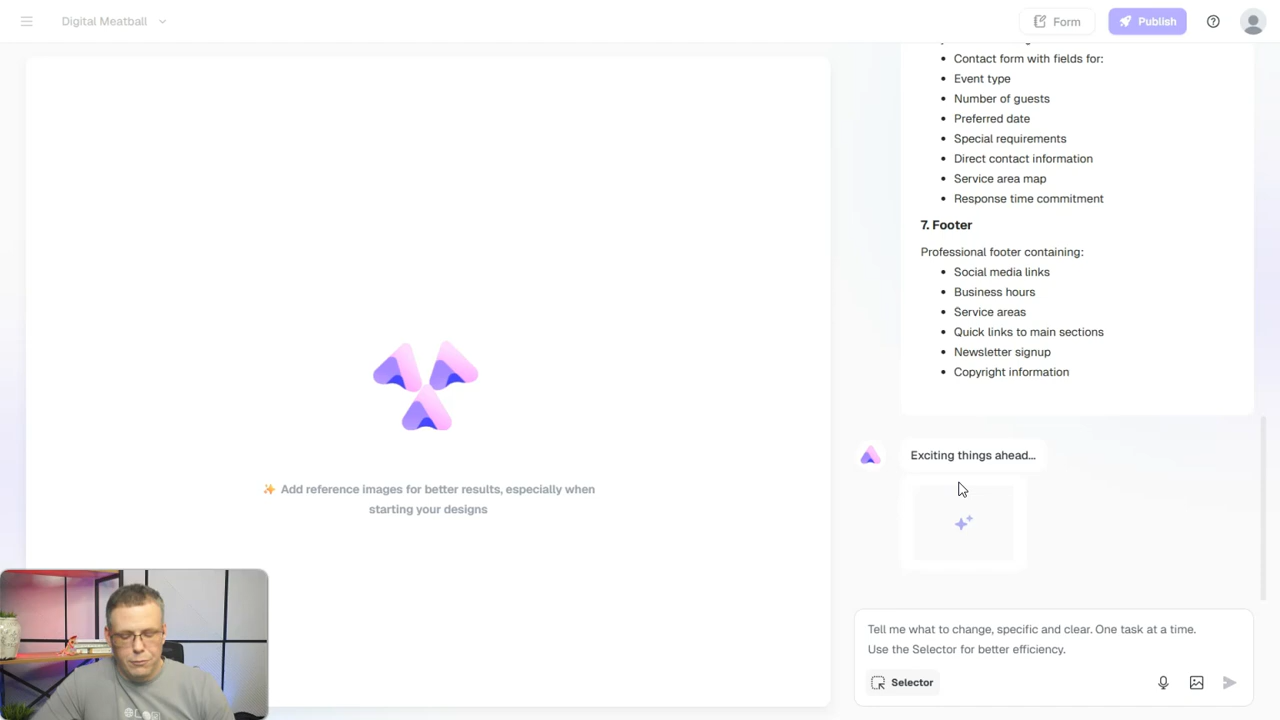 Digital Meatball
Form
Publish
Contact form with fields for:
Event type
Number of guests
Preferred date
Special requirements
Direct contact information
Service area map
Response time commitment
7. Footer
Professional footer containing:
Social media links
Business hours
Service areas
Quick links to main sections
Newsletter signup
Copyright information
Exciting things ahead...
✨ Add reference images for better results, especially when
starting your designs
Tell me what to change, specific and clear. One task at a time.
Use the Selector for better efficiency.
Selector